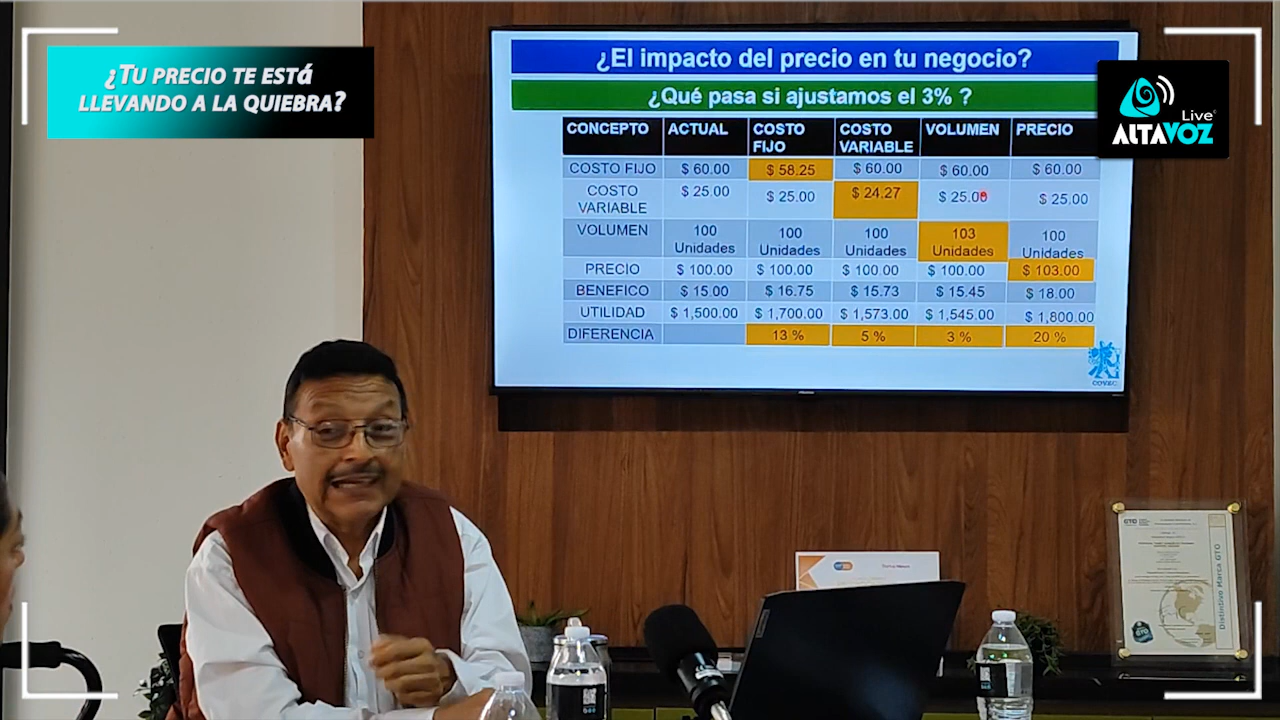 ¿TU PRECIO TE ESTá
LLEVANDO A LA QUIEBRA?
¿El impacto del precio en tu negocio?
¿Qué pasa si ajustamos el 3% ?
CONCEPTO ACTUAL COSTO FIJO COSTO VARIABLE VOLUMEN PRECIO
COSTO FIJO $ 60.00 $ 58.25 $ 60.00 $ 60.00 $ 60.00
COSTO VARIABLE $ 25.00 $ 25.00 $ 24.27 $ 25.00 $ 25.00
VOLUMEN 100 Unidades 100 Unidades 100 Unidades 103 Unidades 100 Unidades
PRECIO $ 100.00 $ 100.00 $ 100.00 $ 100.00 $ 103.00
BENEFICO $ 15.00 $ 16.75 $ 15.73 $ 15.45 $ 18.00
UTILIDAD $ 1,500.00 $ 1,700.00 $ 1,573.00 $ 1,545.00 $ 1,800.00
DIFERENCIA 13 % 5 % 3 % 20 %
Live
ALTAVOZ
GTO
Distintivo Marca GTO